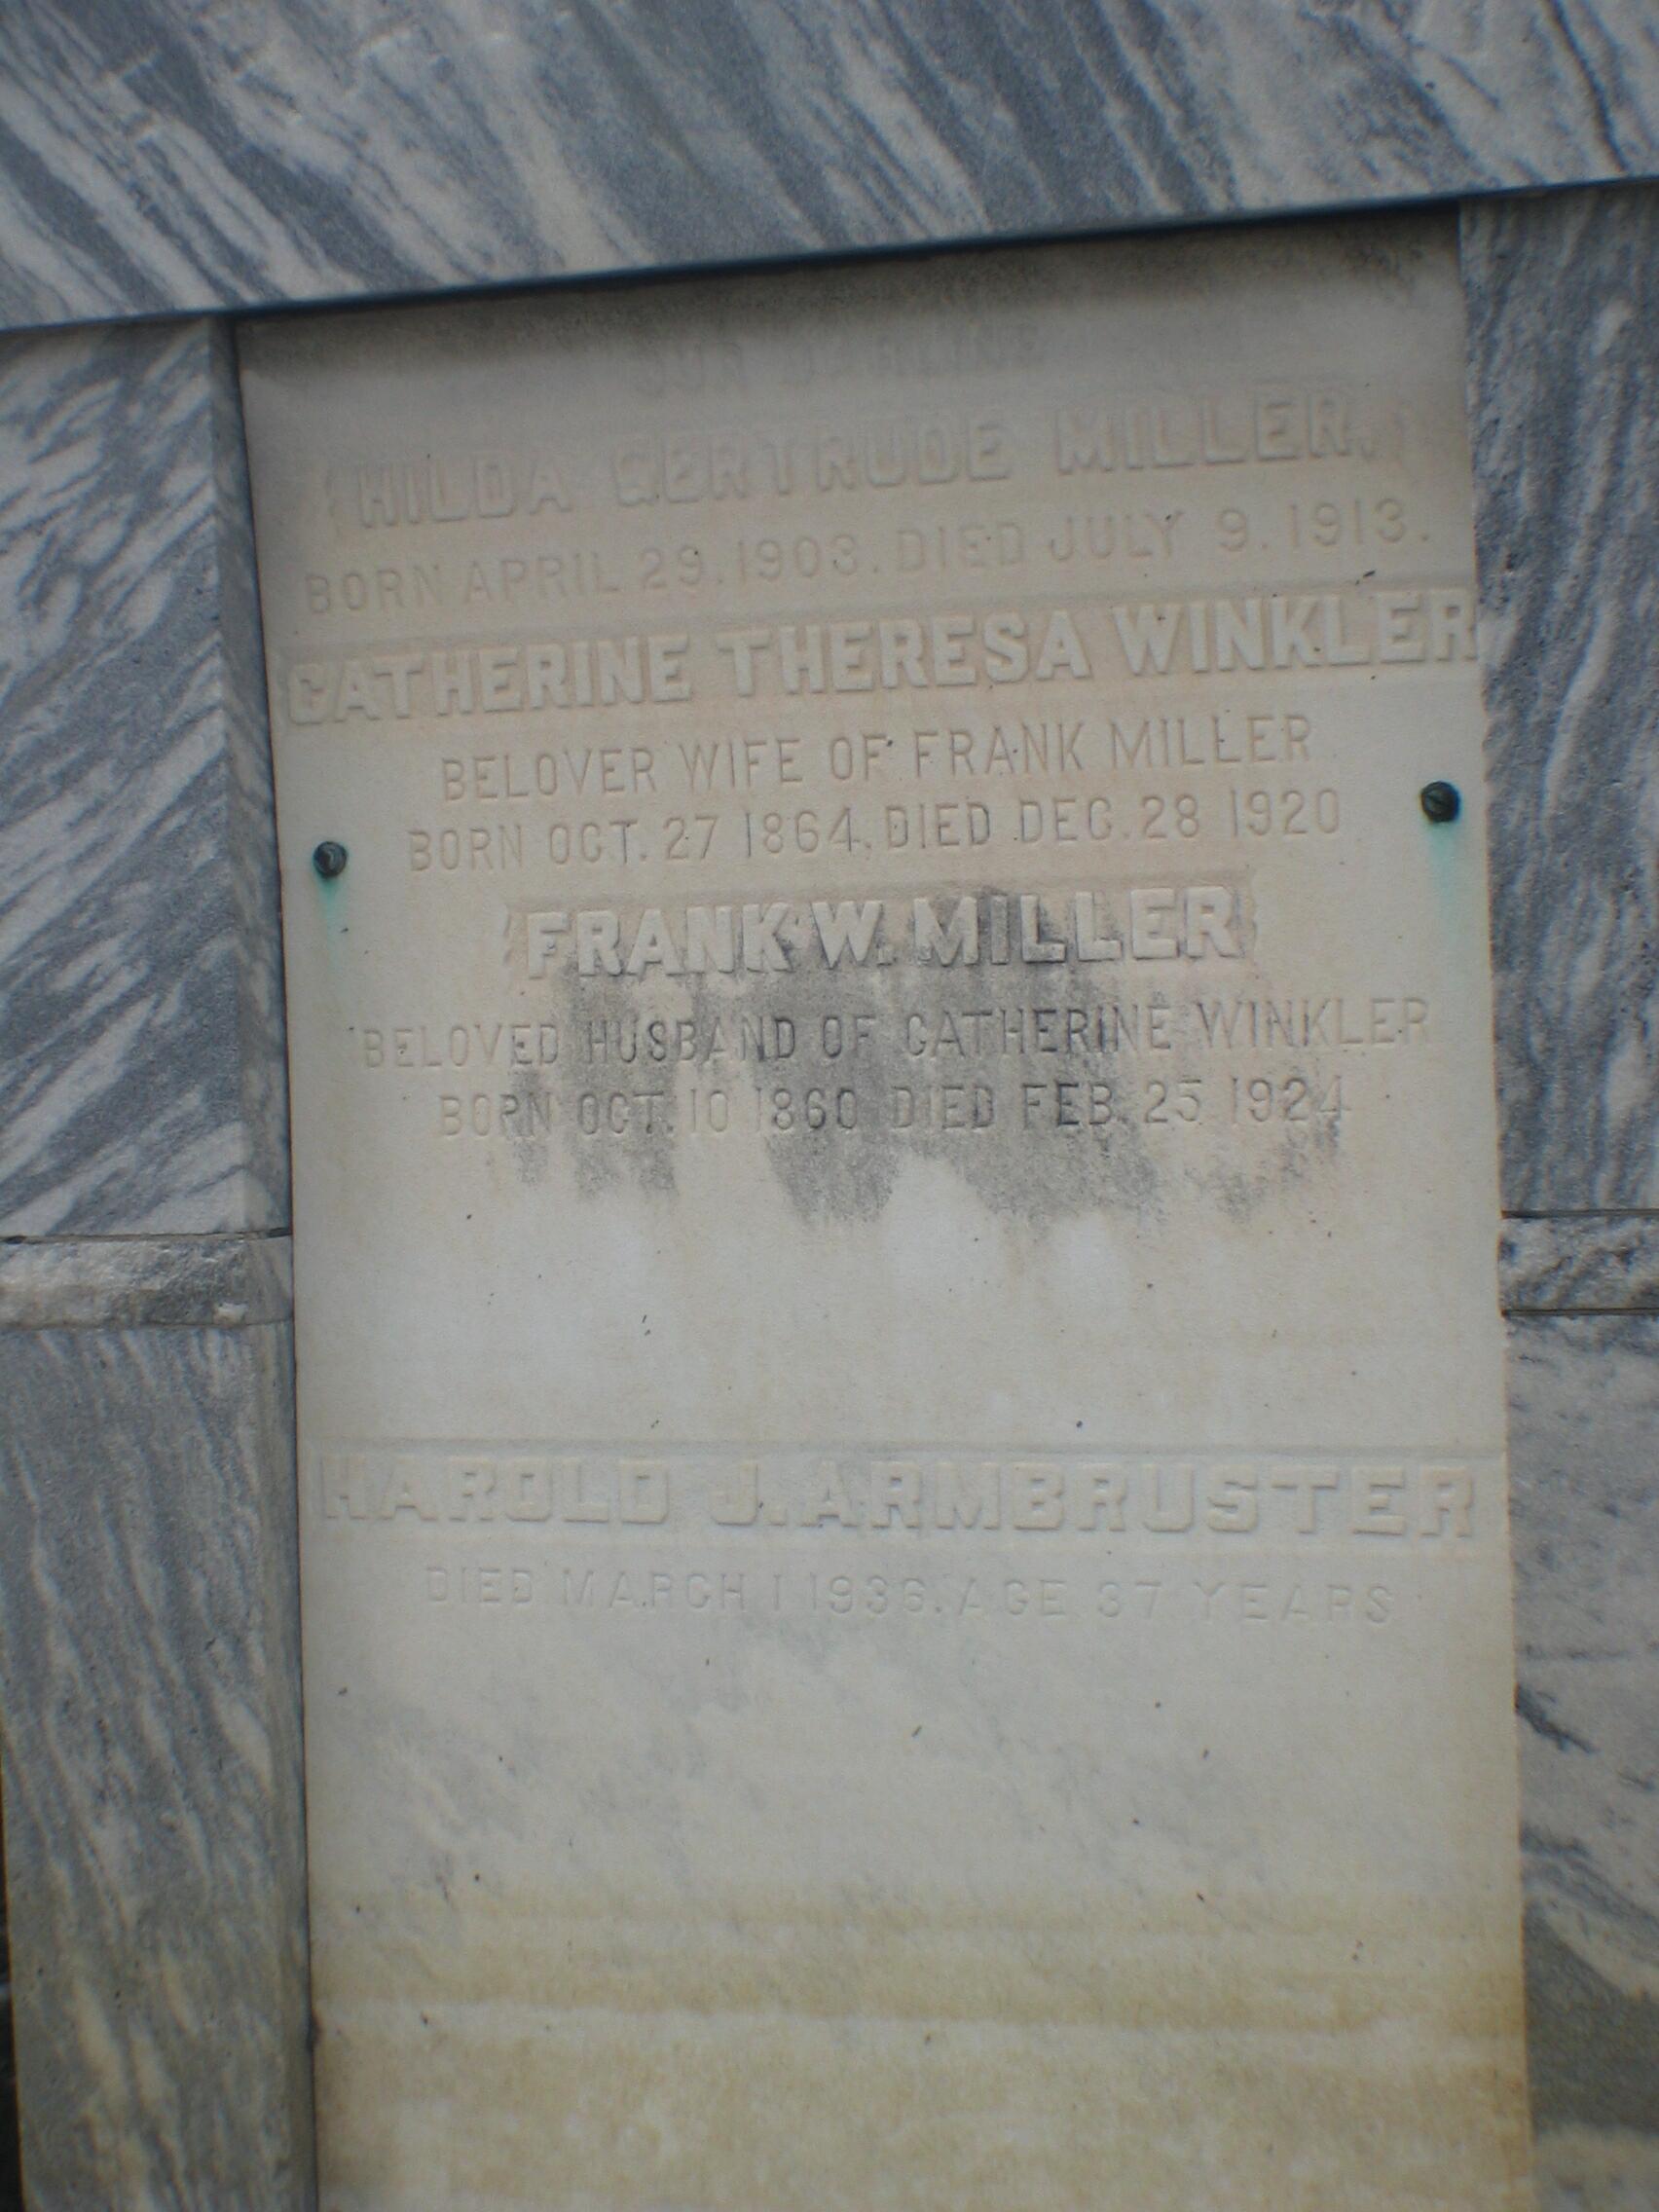 OUR DARLING
HILDA GERTRUDE MILLER.
BORN APRIL 29. 1903. DIED JULY 9. 1913.
CATHERINE THERESA WINKLER
BELOVER WIFE OF FRANK MILLER
BORN OCT. 27 1864. DIED DEC. 28 1920
FRANK W. MILLER
BELOVED HUSBAND OF CATHERINE WINKLER
BORN OCT. 10 1860 DIED FEB. 25 1924
HAROLD J. ARMBRUSTER
DIED MARCH 1 1936. AGE 37 YEARS